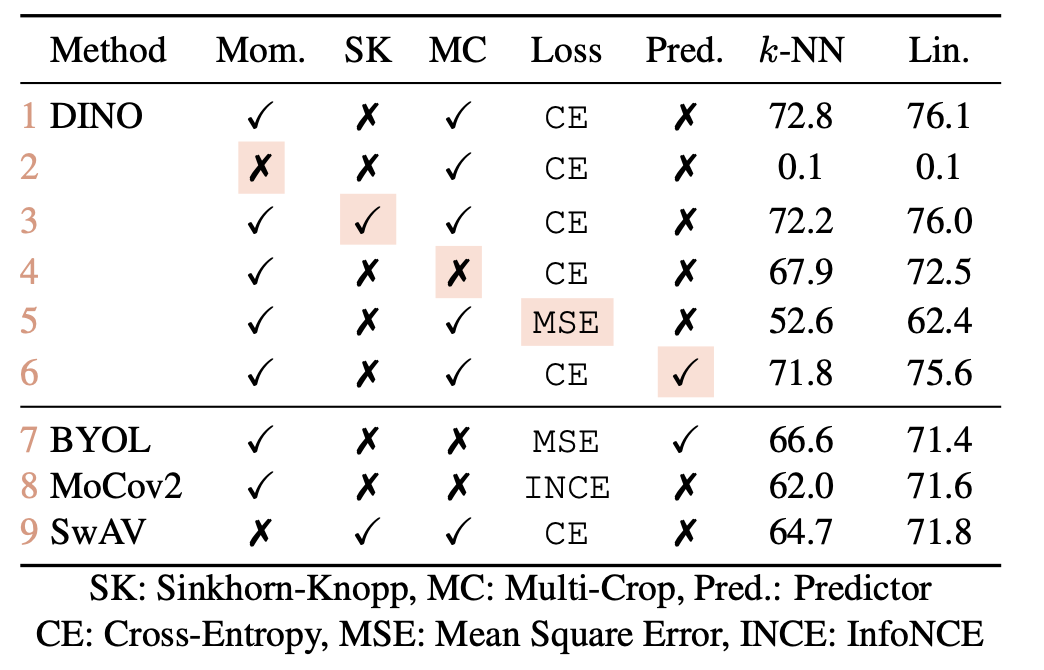 Method Mom. SK MC Loss Pred. k-NN Lin.
1 DINO ✓ ✗ ✓ CE ✗ 72.8 76.1
2 ✗ ✗ ✓ CE ✗ 0.1 0.1
3 ✓ ✓ ✓ CE ✗ 72.2 76.0
4 ✓ ✗ ✗ CE ✗ 67.9 72.5
5 ✓ ✗ ✓ MSE ✗ 52.6 62.4
6 ✓ ✗ ✓ CE ✓ 71.8 75.6
7 BYOL ✓ ✗ ✗ MSE ✓ 66.6 71.4
8 MoCov2 ✓ ✗ ✗ INCE ✗ 62.0 71.6
9 SwAV ✗ ✓ ✓ CE ✗ 64.7 71.8
SK: Sinkhorn-Knopp, MC: Multi-Crop, Pred.: Predictor
CE: Cross-Entropy, MSE: Mean Square Error, INCE: InfoNCE